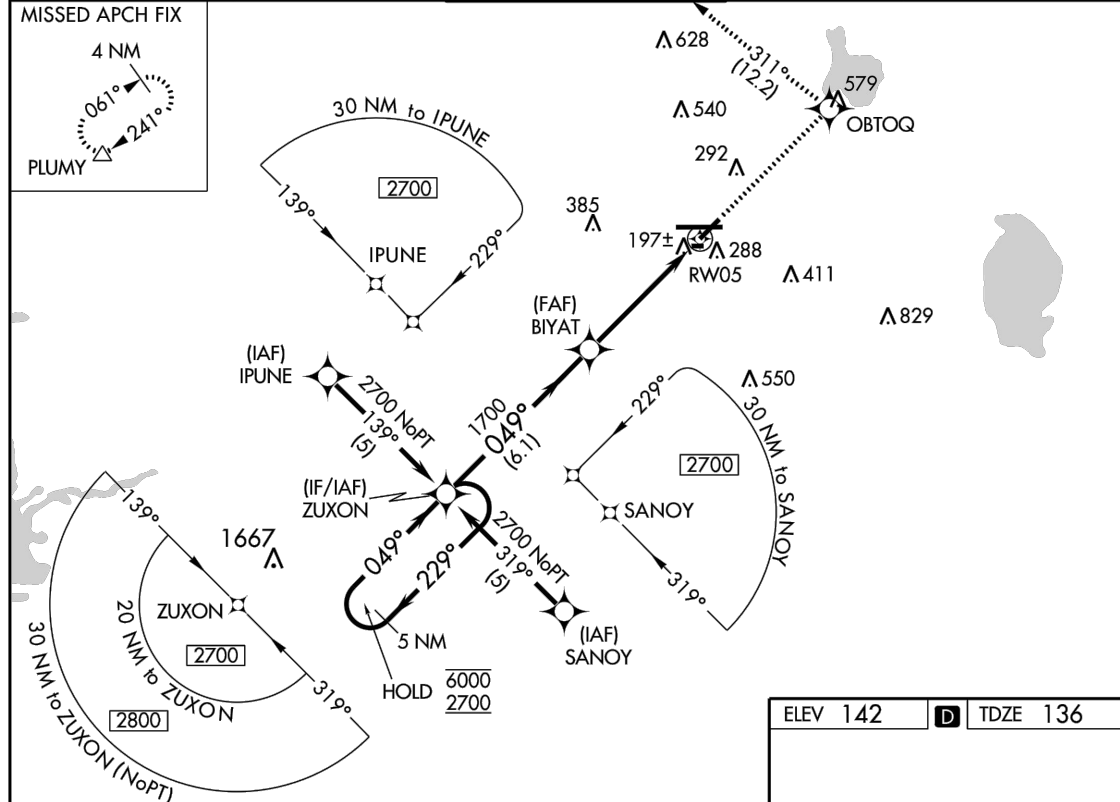 MISSED APCH FIX
4 NM
061°
241°
PLUMY
628
311°
(12.2)
579
OBTOQ
540
292
30 NM to IPUNE
2700
139°
229°
IPUNE
385
197±
288
RW05
411
829
(FAF)
BIYAT
550
(IAF)
IPUNE
2700 NoPT
139°
(5)
1700
049°
(6.1)
229°
30 NM to SANOY
2700
SANOY
319°
(IF/IAF)
ZUXON
2700 NoPT
319°
(5)
049°
229°
5 NM
HOLD
6000
2700
(IAF)
SANOY
139°
1667
ZUXON
20 NM to ZUXON
2700
319°
30 NM to ZUXON (NoPT)
2800
ELEV 142 D TDZE 136